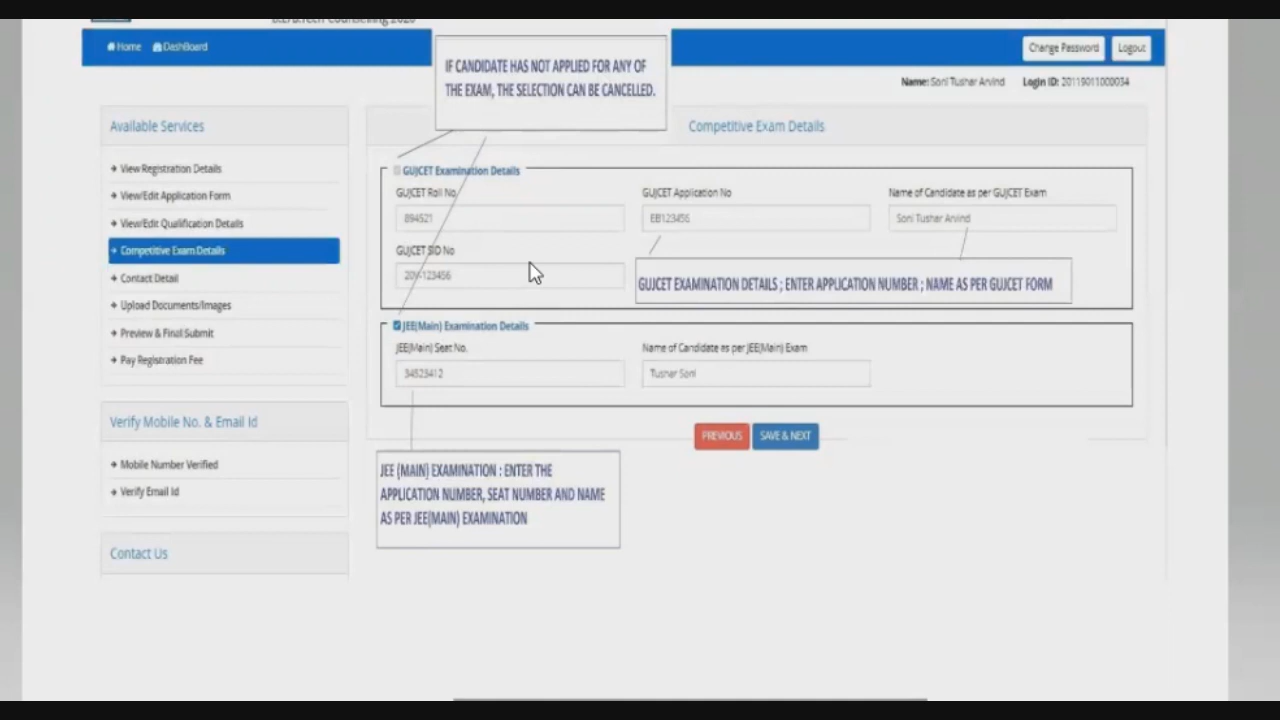 Home DashBoard
Change Password Logout
IF CANDIDATE HAS NOT APPLIED FOR ANY OF
THE EXAM, THE SELECTION CAN BE CANCELLED.
Name: Soni Tushar Arvind Login ID: 20119011000034
Available Services
View Registration Details
View/Edit Application Form
View/Edit Qualification Details
Competitive Exam Details
Contact Detail
Upload Documents/Images
Preview & Final Submit
Pay Registration Fee
Verify Mobile No. & Email Id
Mobile Number Verified
Verify Email Id
Contact Us
Competitive Exam Details
GUJCET Examination Details
GUJCET Roll No.
GUJCET Application No
Name of Candidate as per GUJCET Exam
894521
EB123456
Soni Tushar Arvind
GUJCET SID No
GUJCET EXAMINATION DETAILS ; ENTER APPLICATION NUMBER ; NAME AS PER GUJCET FORM
JEE(Main) Examination Details
JEE(Main) Seat No.
Name of Candidate as per JEE(Main) Exam
34523412
Tushar Soni
PREVIOUS SAVE & NEXT
JEE (MAIN) EXAMINATION : ENTER THE
APPLICATION NUMBER, SEAT NUMBER AND NAME
AS PER JEE(MAIN) EXAMINATION